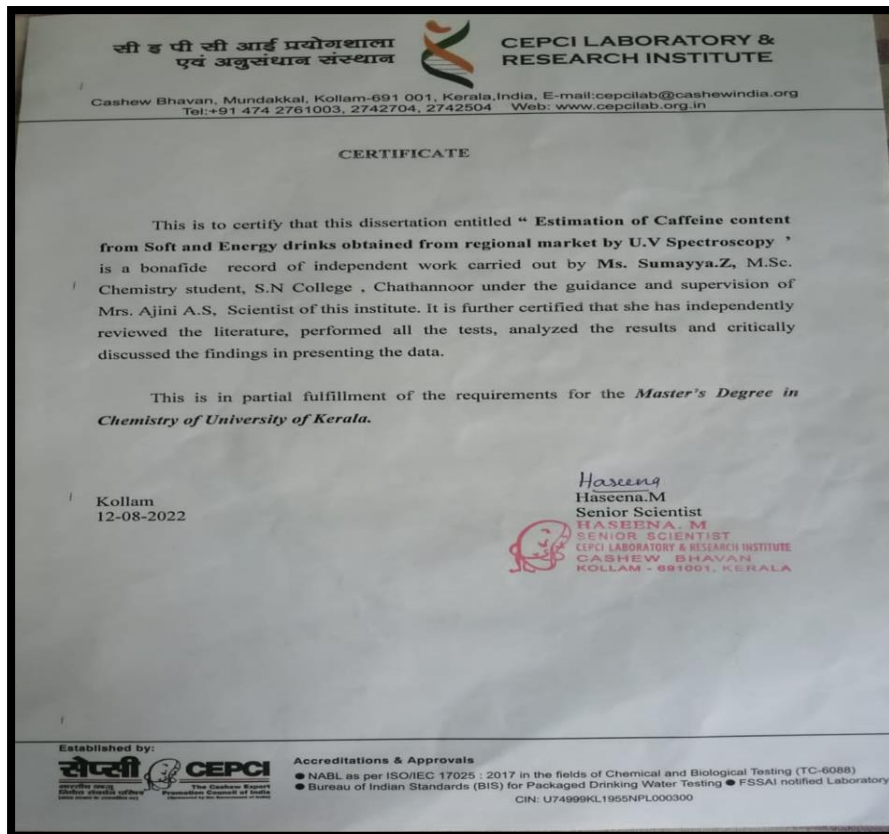 सी इ पी सी आई प्रयोगशाला
एवं अनुसंधान संस्थान
CEPCI LABORATORY &
RESEARCH INSTITUTE
Cashew Bhavan, Mundakkal, Kollam-691 001, Kerala,India, E-mail:cepcilab@cashewindia.org
Tel:+91 474 2761003, 2742704, 2742504 Web: www.cepcilab.org.in
CERTIFICATE
This is to certify that this dissertation entitled “ Estimation of Caffeine content
from Soft and Energy drinks obtained from regional market by U.V Spectroscopy ’
is a bonafide record of independent work carried out by Ms. Sumayya.Z, M.Sc.
Chemistry student, S.N College , Chathannoor under the guidance and supervision of
Mrs. Ajini A.S, Scientist of this institute. It is further certified that she has independently
reviewed the literature, performed all the tests, analyzed the results and critically
discussed the findings in presenting the data.
This is in partial fulfillment of the requirements for the Master's Degree in
Chemistry of University of Kerala.
Kollam
12-08-2022
Haseena
Haseena.M
Senior Scientist
HASEENA. M
SENIOR SCIENTIST
CEPCI LABORATORY & RESEARCH INSTITUTE
CASHEW BHAVAN
KOLLAM - 691001, KERALA
Established by:
सेप्सी
CEPCI
The Cashew Export
Promotion Council of India
Accreditations & Approvals
● NABL as per ISO/IEC 17025 : 2017 in the fields of Chemical and Biological Testing (TC-6088)
● Bureau of Indian Standards (BIS) for Packaged Drinking Water Testing ● FSSAI notified Laboratory
CIN: U74999KL1955NPL000300